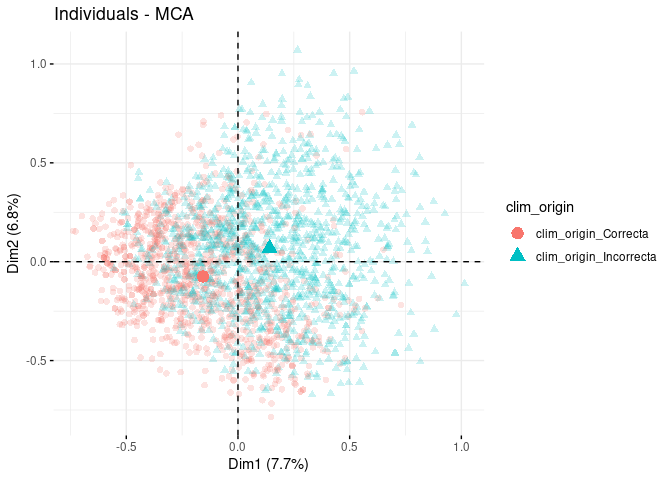 Individuals - MCA
1.0
0.5
0.0
-0.5
Dim2 (6.8%)
-0.5
0.0
0.5
1.0
Dim1 (7.7%)
clim_origin
clim_origin_Correcta
clim_origin_Incorrecta